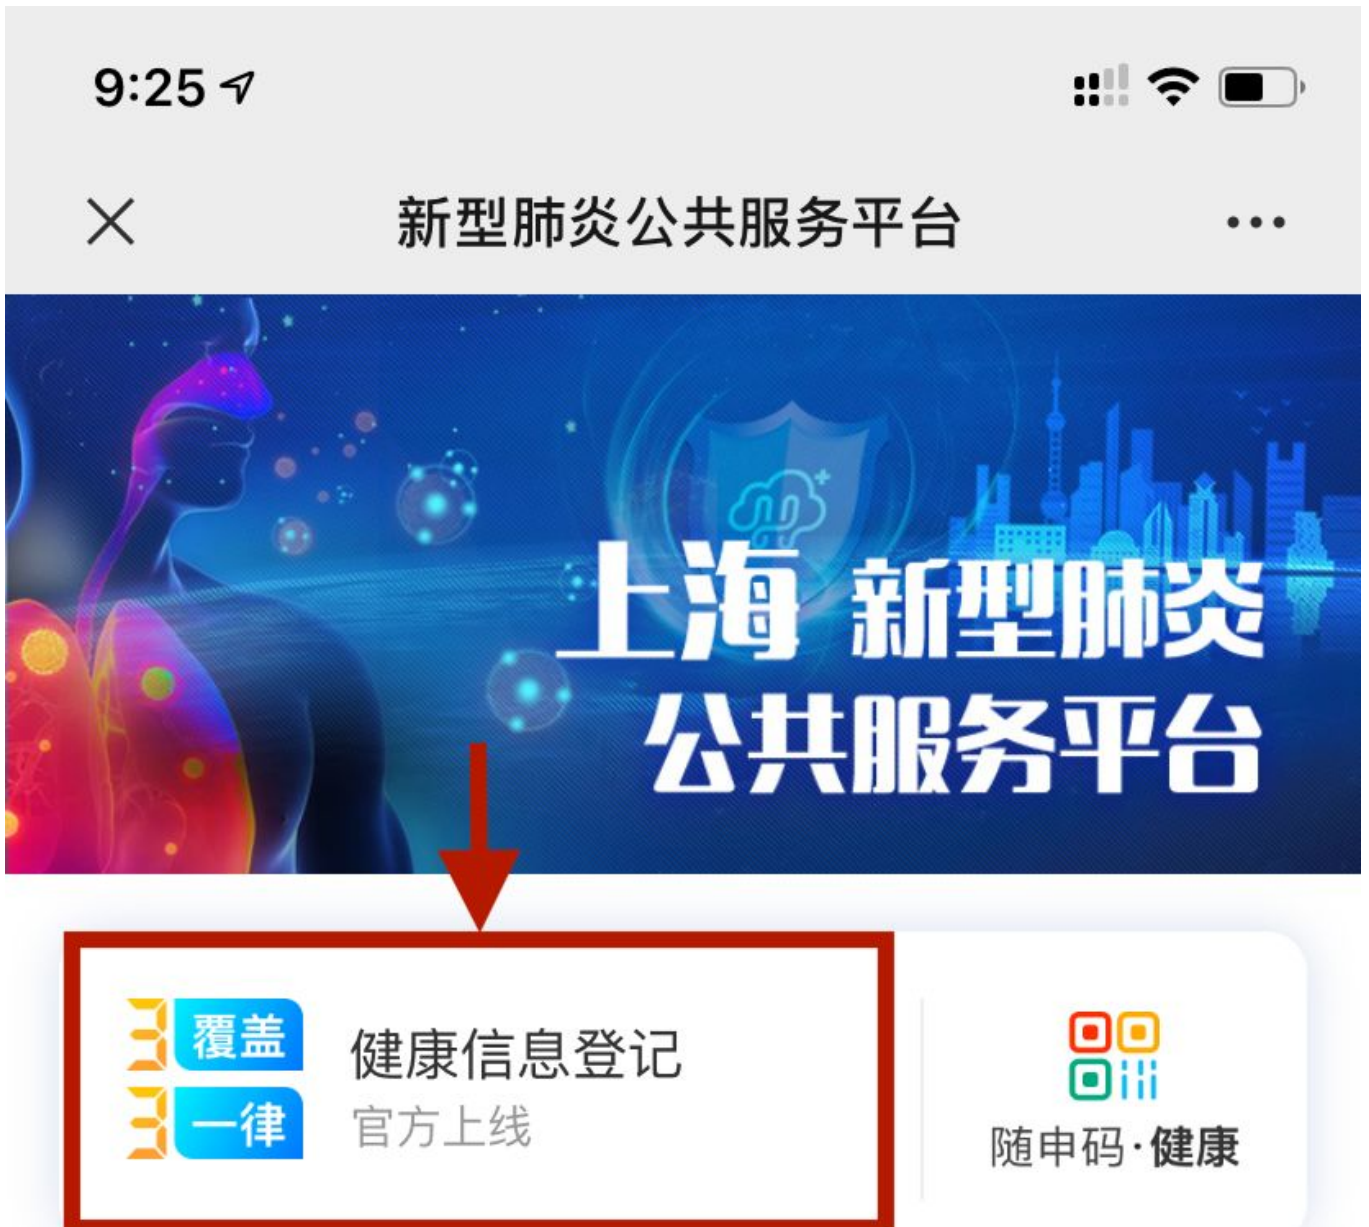 9:25
新型肺炎公共服务平台
上海 新型肺炎
公共服务平台
3覆盖
3一律
健康信息登记
官方上线
随申码·健康